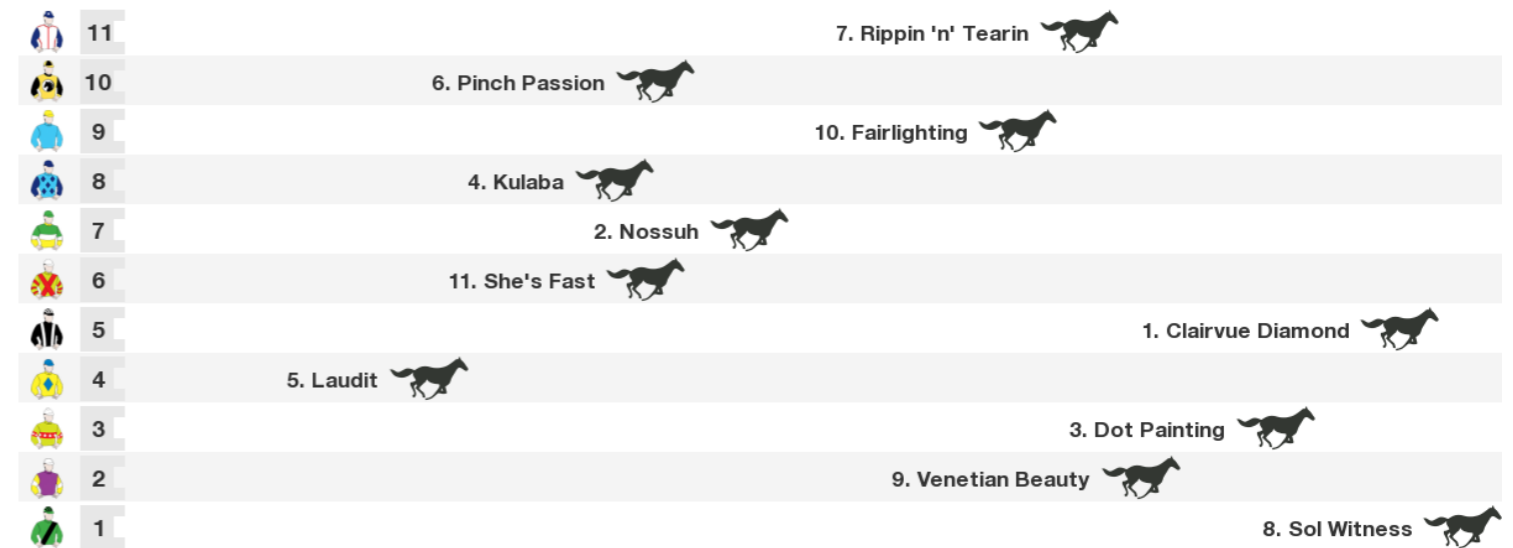 11 7. Rippin 'n' Tearin
10 6. Pinch Passion
9 10. Fairlighting
8 4. Kulaba
7 2. Nossuh
6 11. She's Fast
5 1. Clairvue Diamond
4 5. Laudit
3 3. Dot Painting
2 9. Venetian Beauty
1 8. Sol Witness